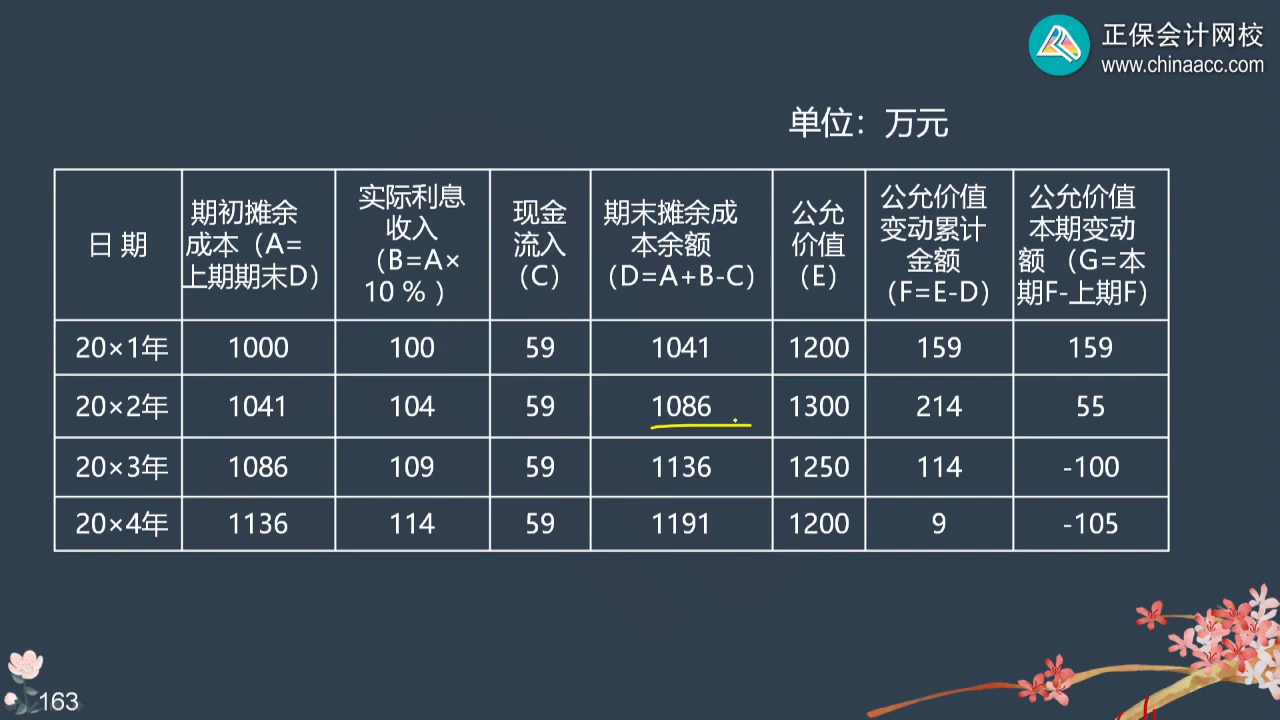 正保会计网校
www.chinaacc.com
单位：万元
日 期
期初摊余
成本（A=
上期期末D）
实际利息
收入
（B=A×
10 % ）
现金
流入
（C）
期末摊余成
本余额
（D=A+B-C）
公允
价值
（E）
公允价值
变动累计
金额
（F=E-D）
公允价值
本期变动
额 （G=本
期F-上期F）
20×1年 1000 100 59 1041 1200 159 159
20×2年 1041 104 59 1086 1300 214 55
20×3年 1086 109 59 1136 1250 114 -100
20×4年 1136 114 59 1191 1200 9 -105
163